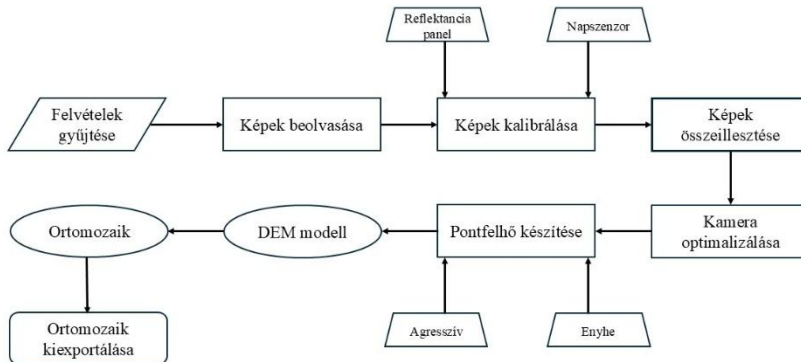 Reflektancia
panel
Napszenzor
Felvételek
gyűjtése
Képek beolvasása
Képek kalibrálása
Képek
összeillesztése
Ortomozaik
DEM modell
Pontfelhő készítése
Kamera
optimalizálása
Ortomozaik
kiexportálása
Agresszív
Enyhe